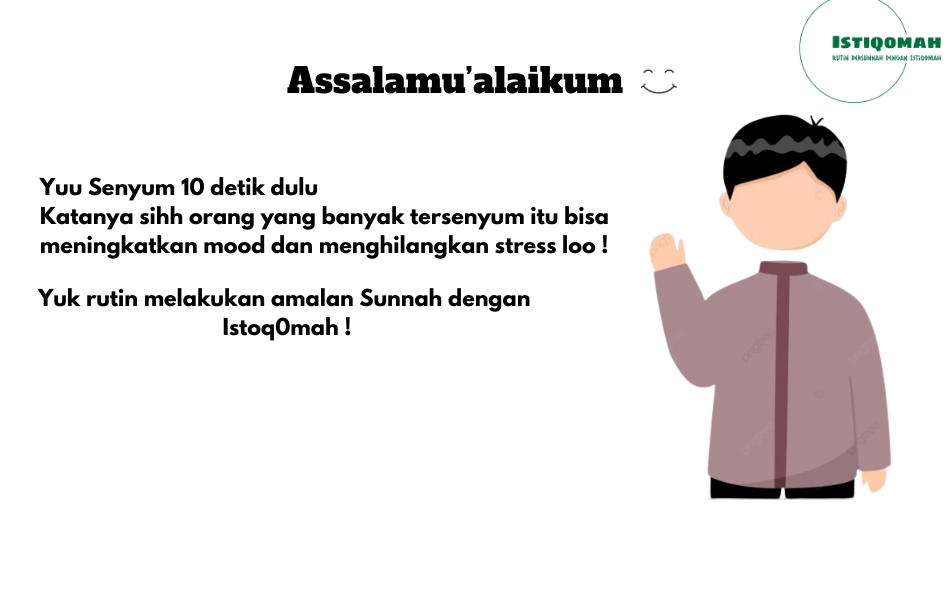 ISTIQOMAH
RUTIN BERSUNNAH DENGAN ISTIQOMAH
Assalamu’alaikum
Yuu Senyum 10 detik dulu
Katanya sihh orang yang banyak tersenyum itu bisa
meningkatkan mood dan menghilangkan stress loo !
Yuk rutin melakukan amalan Sunnah dengan
Istoq0mah !